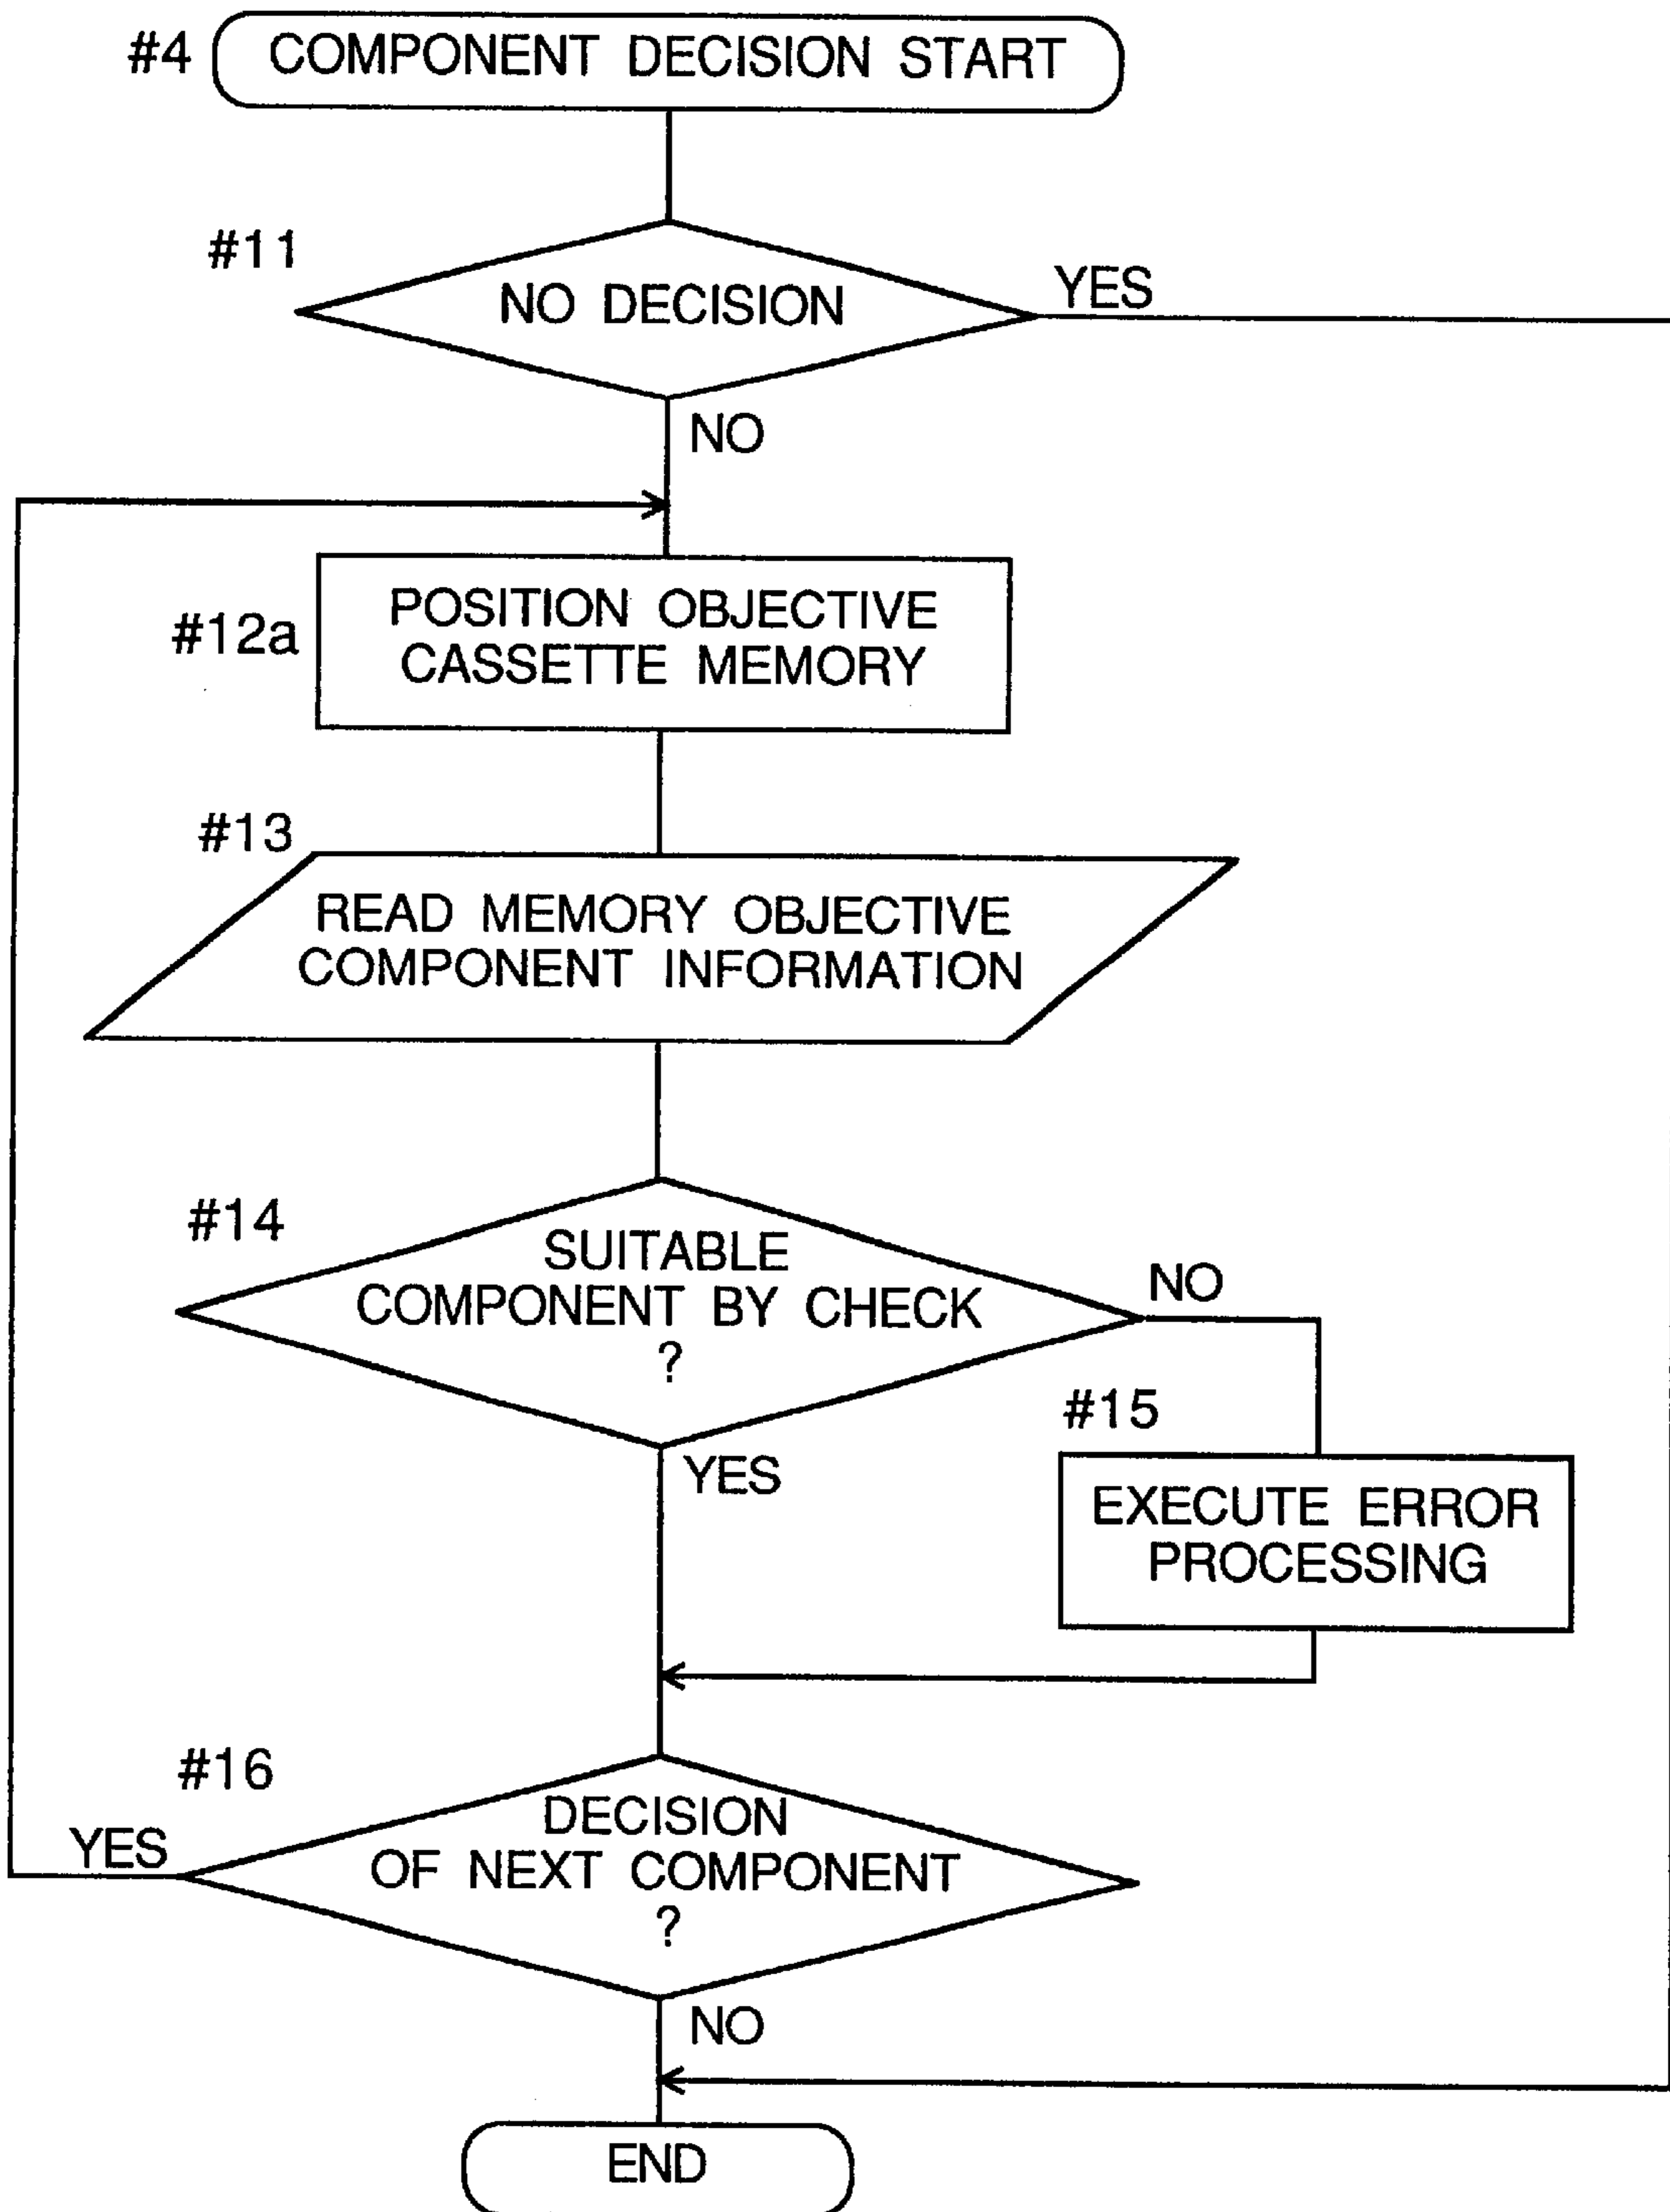 #4 COMPONENT DECISION START
#11
NO DECISION
YES
NO
#12a
POSITION OBJECTIVE
CASSETTE MEMORY
#13
READ MEMORY OBJECTIVE
COMPONENT INFORMATION
#14
SUITABLE
COMPONENT BY CHECK
?
NO
YES
#15
EXECUTE ERROR
PROCESSING
#16
DECISION
OF NEXT COMPONENT
?
YES
NO
END